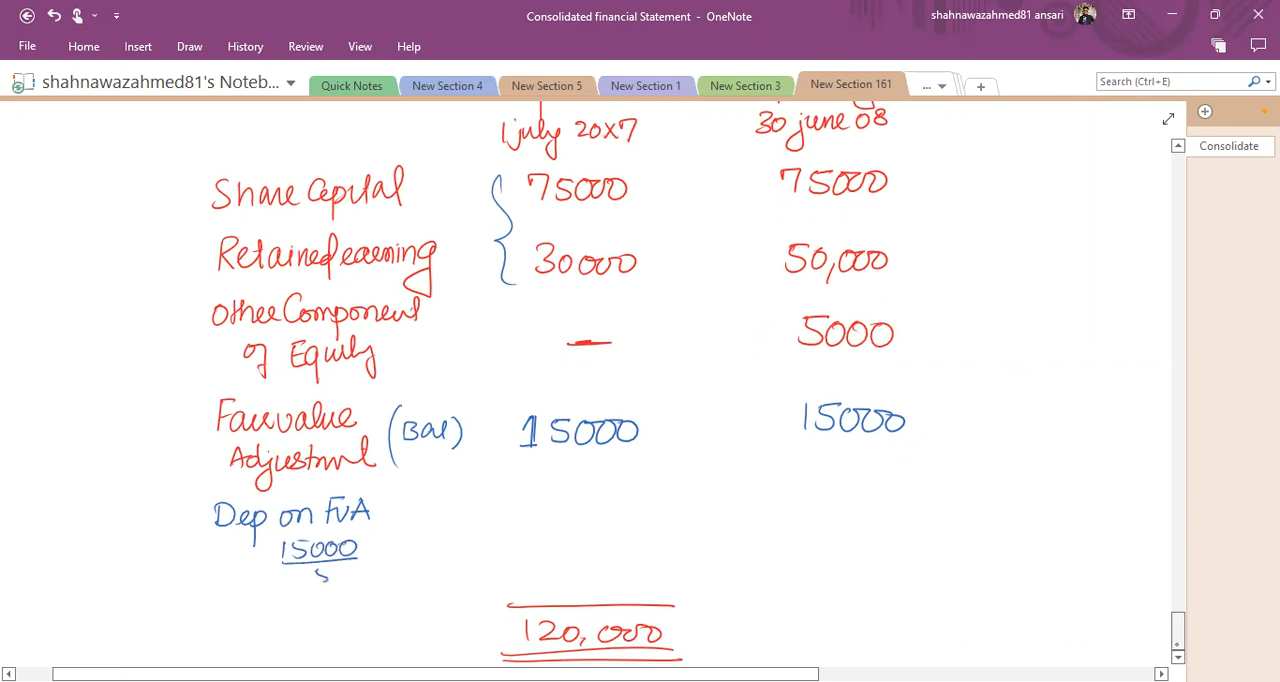 Consolidated financial Statement - OneNote
shahnawazahmed81 ansari
File Home Insert Draw History Review View Help
shahnawazahmed81's Noteb...
Quick Notes New Section 4 New Section 5 New Section 1 New Section 3 New Section 161 ...
Search (Ctrl+E)
Consolidate
1 july 20x7 30 june 08
Share Capital 75000 75000
Retained earning 30000 50,000
Other Component
of Equity — 5000
Fair value (Bal) 15000 15000
Adjustment
Dep on FVA
15000
5
120,000